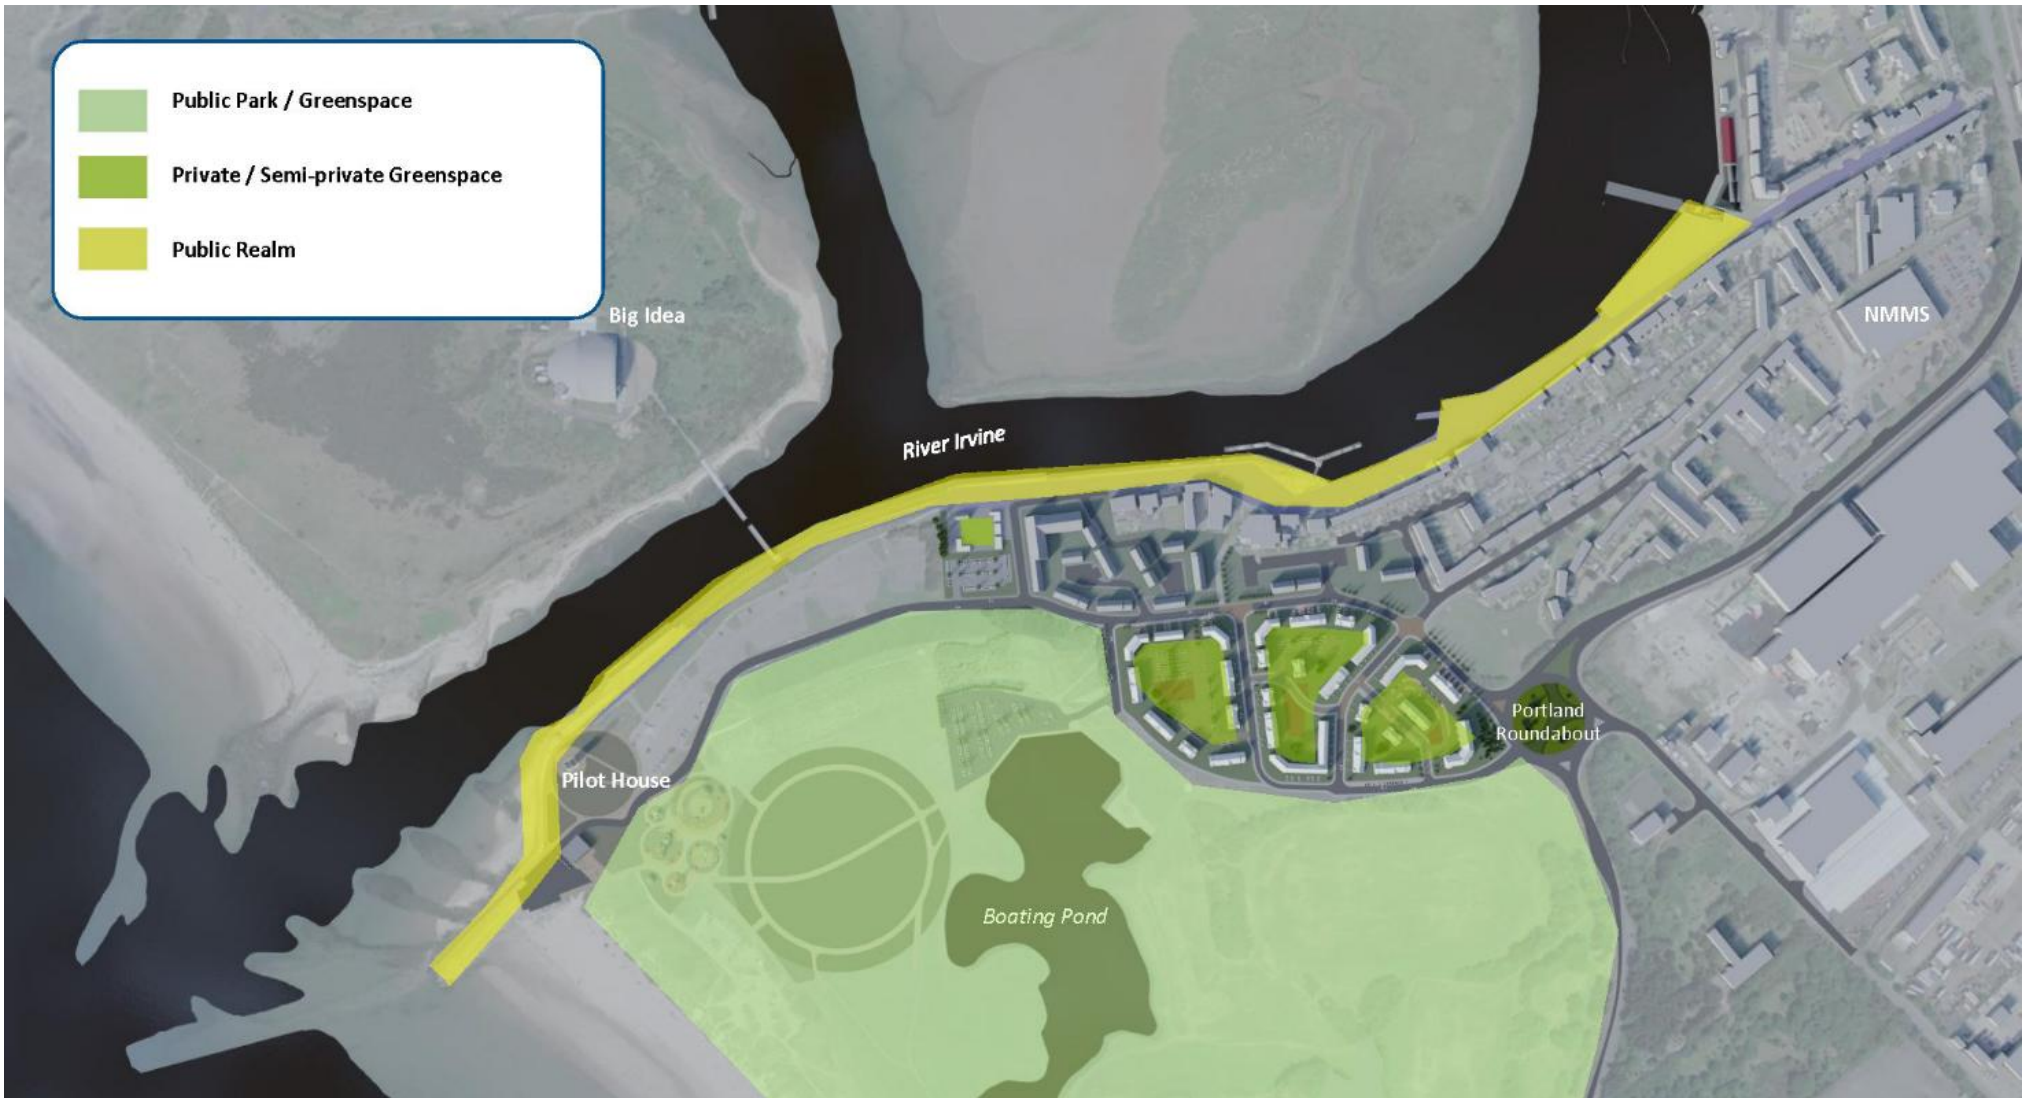 Public Park / Greenspace
Private / Semi-private Greenspace
Public Realm
Big Idea
NMMS
River Irvine
Portland
Roundabout
Pilot House
Boating Pond